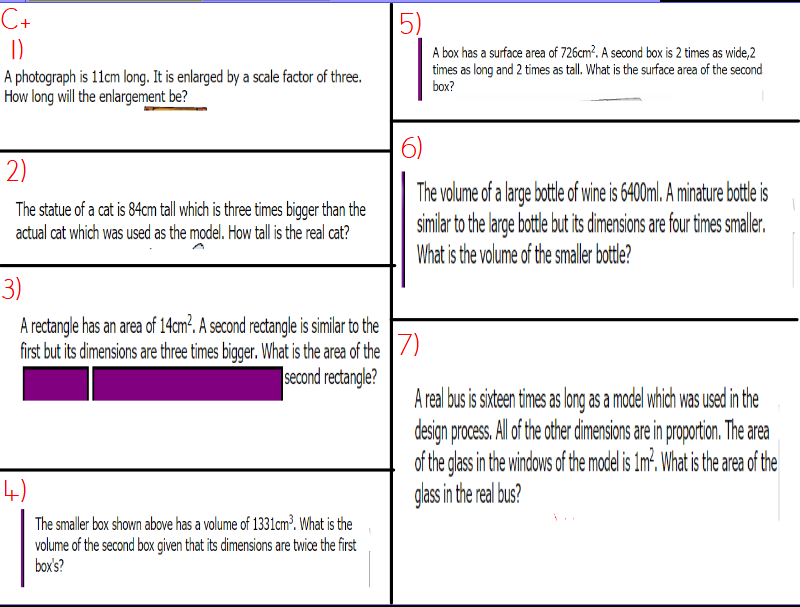 C+
1)
A photograph is 11cm long. It is enlarged by a scale factor of three.
How long will the enlargement be?
2)
The statue of a cat is 84cm tall which is three times bigger than the
actual cat which was used as the model. How tall is the real cat?
3)
A rectangle has an area of 14cm². A second rectangle is similar to the
first but its dimensions are three times bigger. What is the area of the
second rectangle?
4)
The smaller box shown above has a volume of 1331cm³. What is the
volume of the second box given that its dimensions are twice the first
box's?
5)
A box has a surface area of 726cm². A second box is 2 times as wide,2
times as long and 2 times as tall. What is the surface area of the second
box?
6)
The volume of a large bottle of wine is 6400ml. A minature bottle is
similar to the large bottle but its dimensions are four times smaller.
What is the volume of the smaller bottle?
7)
A real bus is sixteen times as long as a model which was used in the
design process. All of the other dimensions are in proportion. The area
of the glass in the windows of the model is 1m². What is the area of the
glass in the real bus?